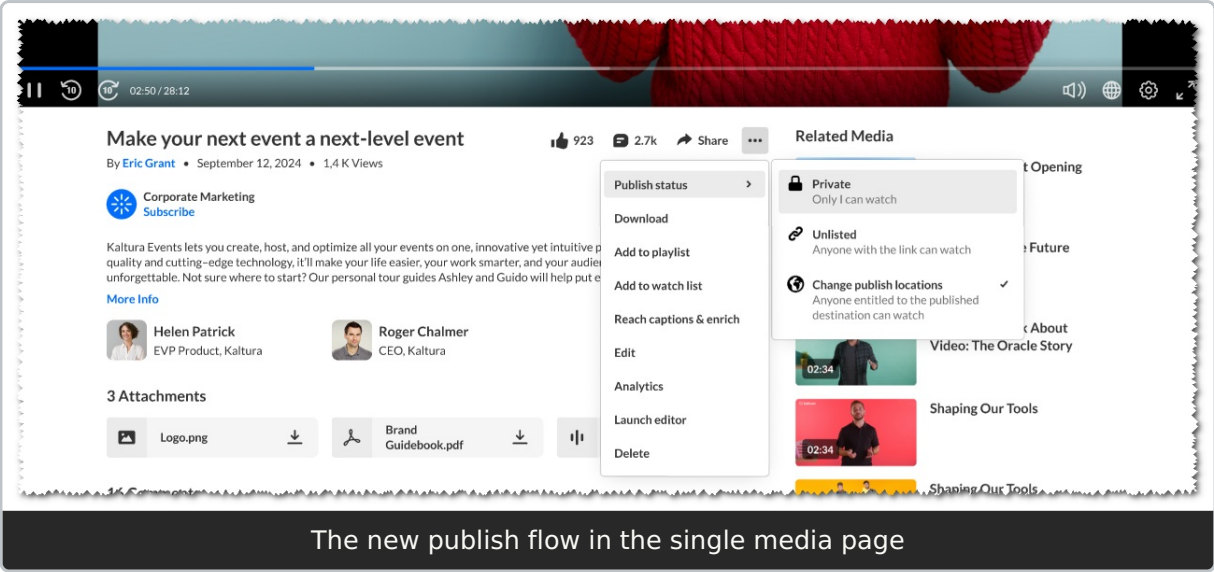 10
10
02:50 / 28:12
Make your next event a next-level event
923
2.7k
Share
By Eric Grant • September 12, 2024 • 1,4 K Views
Corporate Marketing
Subscribe
Kaltura Events lets you create, host, and optimize all your events on one, innovative yet intuitive p
quality and cutting–edge technology, it'll make your life easier, your work smarter, and your audien
unforgettable. Not sure where to start? Our personal tour guides Ashley and Guido will help put e
More Info
Helen Patrick
EVP Product, Kaltura
Roger Chalmer
CEO, Kaltura
3 Attachments
Logo.png
Brand
Guidebook.pdf
16 Comments
Publish status
Download
Add to playlist
Add to watch list
Reach captions & enrich
Edit
Analytics
Launch editor
Delete
Private
Only I can watch
Unlisted
Anyone with the link can watch
Change publish locations
Anyone entitled to the published
destination can watch
Related Media
t Opening
e Future
k About
Video: The Oracle Story
02:34
Shaping Our Tools
02:34
Shaping Our Tools
The new publish flow in the single media page